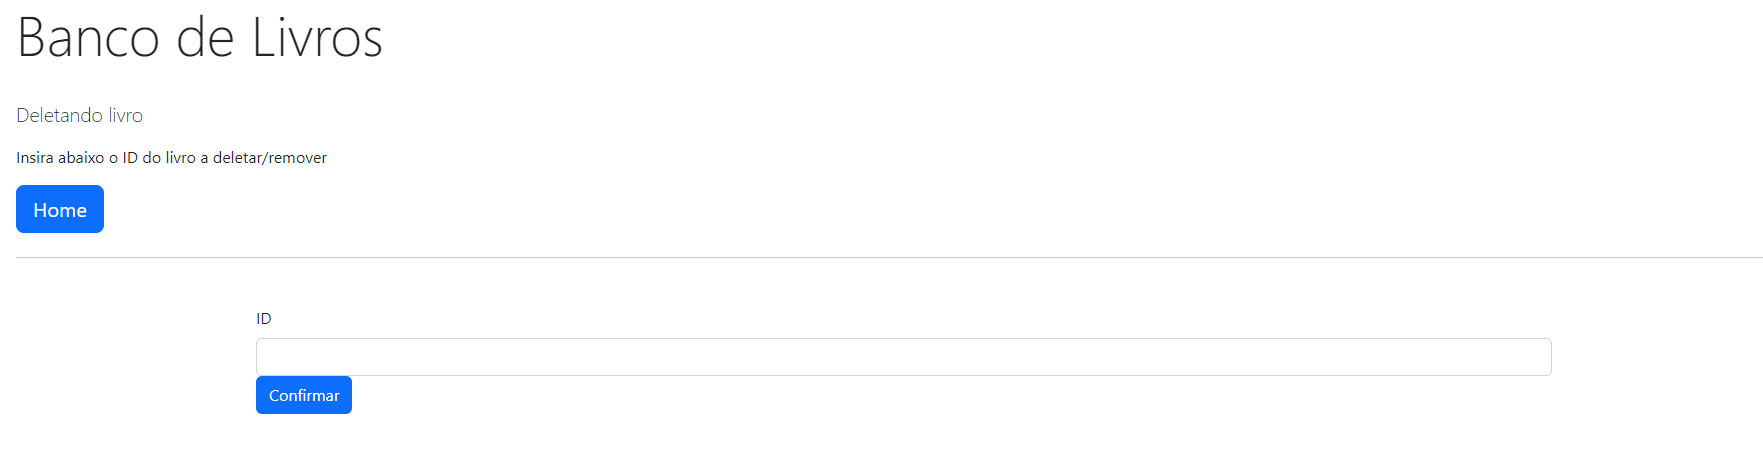 Banco de Livros
Deletando livro
Insira abaixo o ID do livro a deletar/remover
Home
ID
Confirmar